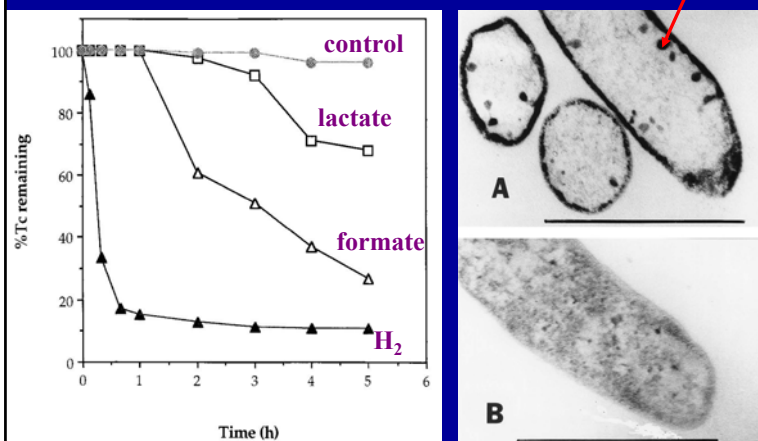 control
lactate
formate
H₂
%Tc remaining
100
80
60
40
20
0
0 1 2 3 4 5 6
Time (h)
A
B